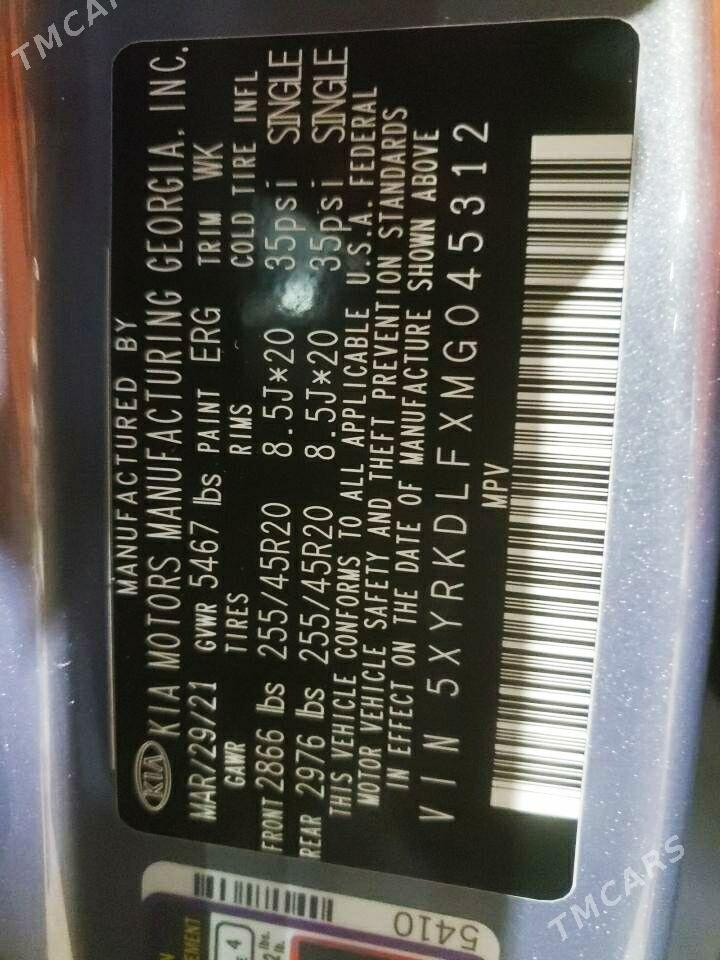 MANUFACTURED BY
KIA KIA MOTORS MANUFACTURING GEORGIA, INC.
MAR/29/21 GVWR 5467 lbs PAINT ERG TRIM WK
GAWR TIRES RIMS COLD TIRE INFL
FRONT 2866 lbs 255/45R20 8.5J*20 35psi SINGLE
REAR 2976 lbs 255/45R20 8.5J*20 35psi SINGLE
THIS VEHICLE CONFORMS TO ALL APPLICABLE U.S.A. FEDERAL
MOTOR VEHICLE SAFETY AND THEFT PREVENTION STANDARDS
IN EFFECT ON THE DATE OF MANUFACTURE SHOWN ABOVE
VIN 5XYRKDLFXMG045312
MPV
5410
TMCARS
TMCARS